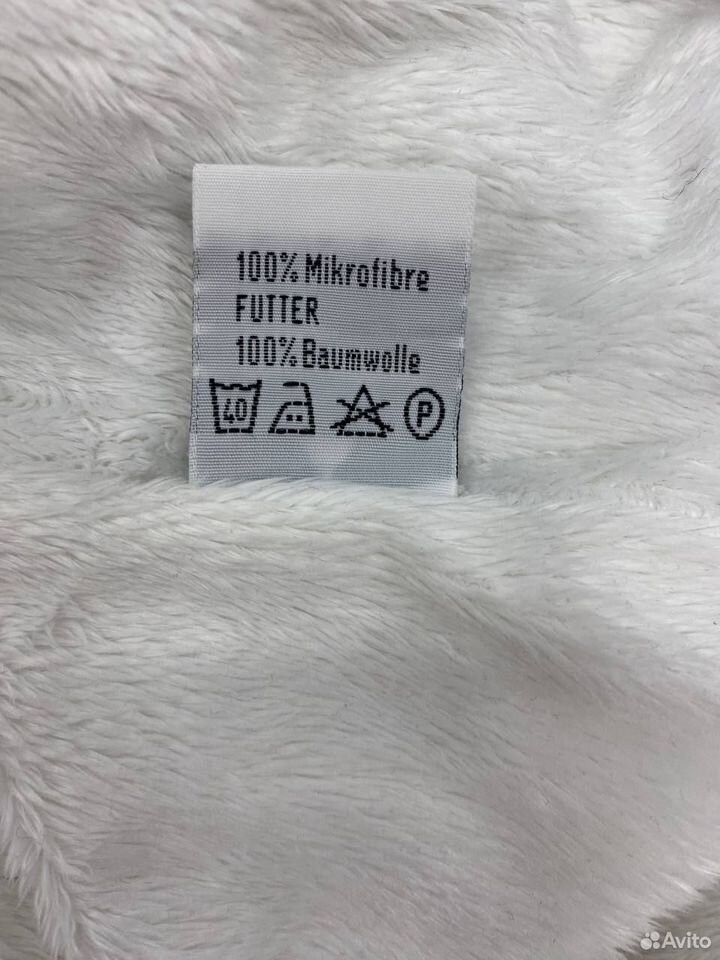 100% Mikrofibre
FUTTER
100% Baumwolle
40 P
Avito